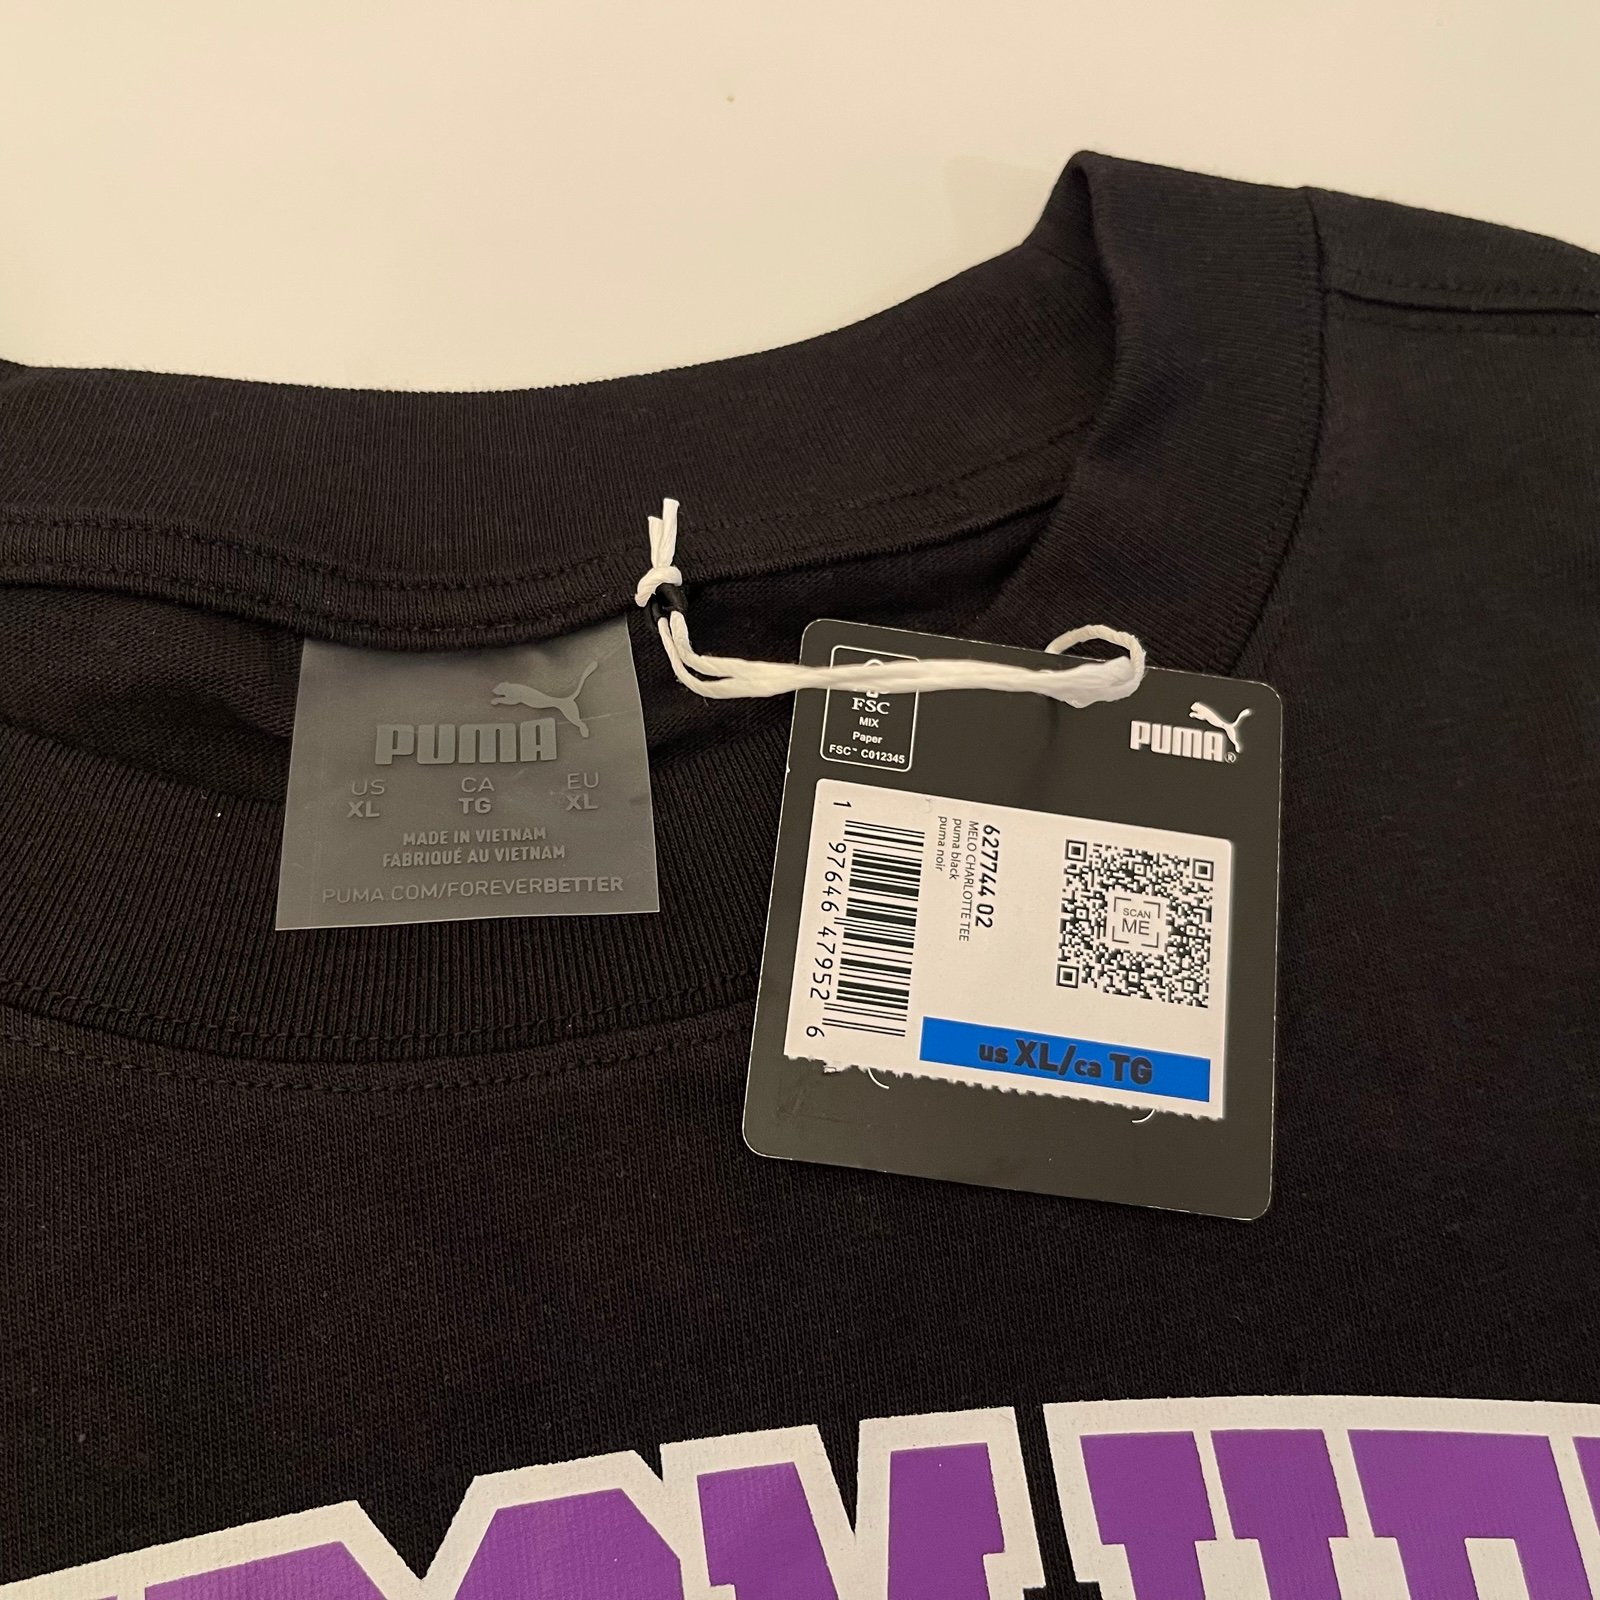 PUMA
US CA EU
XL TG XL
MADE IN VIETNAM
FABRIQUÉ AU VIETNAM
PUMA.COM/FOREVERBETTER
FSC
MIX
Paper
FSC™ C012345
PUMA®
1 97646 47952 6
627744 02
MELO CHARLOTTE TEE
puma black
puma noir
SCAN
ME
us XL/ca TG